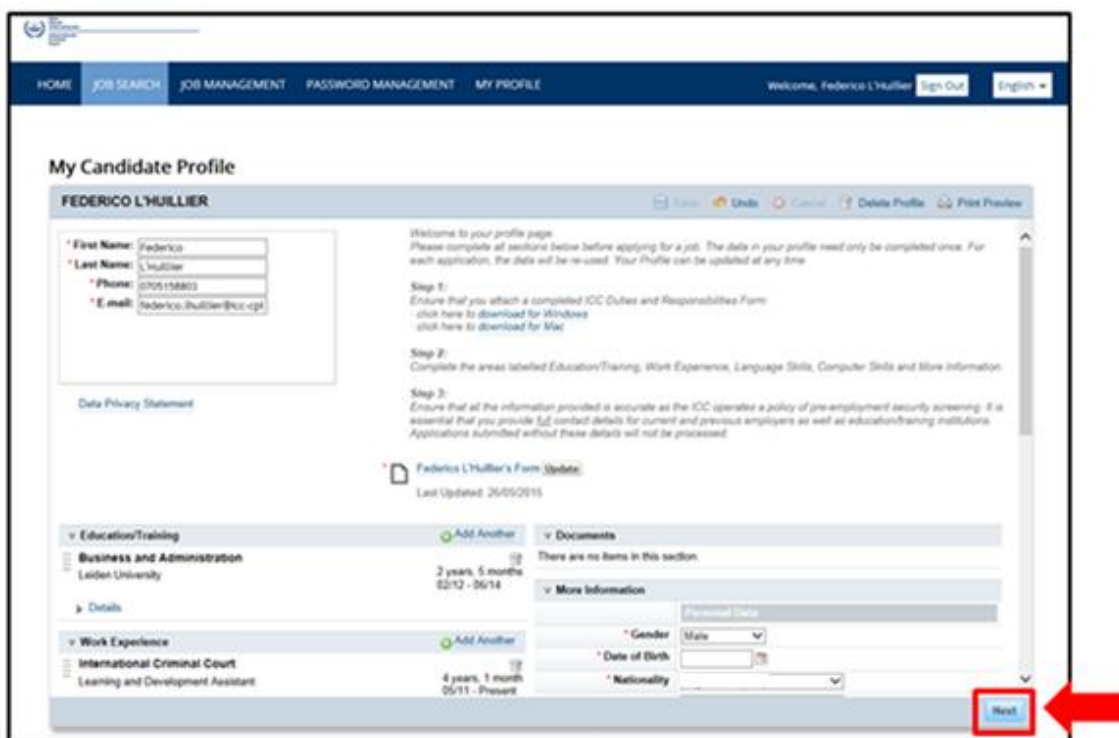 HOME JOB SEARCH JOB MANAGEMENT PASSWORD MANAGEMENT MY PROFILE Welcome, Federico L'Huillier Sign Out English
My Candidate Profile
FEDERICO L'HUILLIER Save Undo Cancel Delete Profile Print Preview
* First Name: Federico
* Last Name: L'Huillier
* Phone: 0705158803
* E-mail: federico.lhuillier@icc-cpi
Data Privacy Statement
Welcome to your profile page.
Please complete all sections below before applying for a job. The data in your profile need only be completed once. For
each application, the data will be re-used. Your Profile can be updated at any time
Step 1:
Ensure that you attach a completed ICC Duties and Responsibilities Form
click here to download for Windows
click here to download for Mac
Step 2:
Complete the areas labelled Education/Training, Work Experience, Language Skills, Computer Skills and More Information.
Step 3:
Ensure that all the information provided is accurate as the ICC operates a policy of pre-employment security screening. It is
essential that you provide full contact details for current and previous employers as well as education/training institutions.
Applications submitted without these details will not be processed.
* Federico L'Huillier's Form Update
Last Updated: 26/05/2015
Education/Training Add Another
Business and Administration
Leiden University
2 years, 5 months
02/12 - 06/14
Details
Work Experience Add Another
International Criminal Court
Learning and Development Assistant
4 years, 1 month
05/11 - Present
Documents
There are no items in this section.
More Information
Personal Data
* Gender Male
* Date of Birth
* Nationality
Next